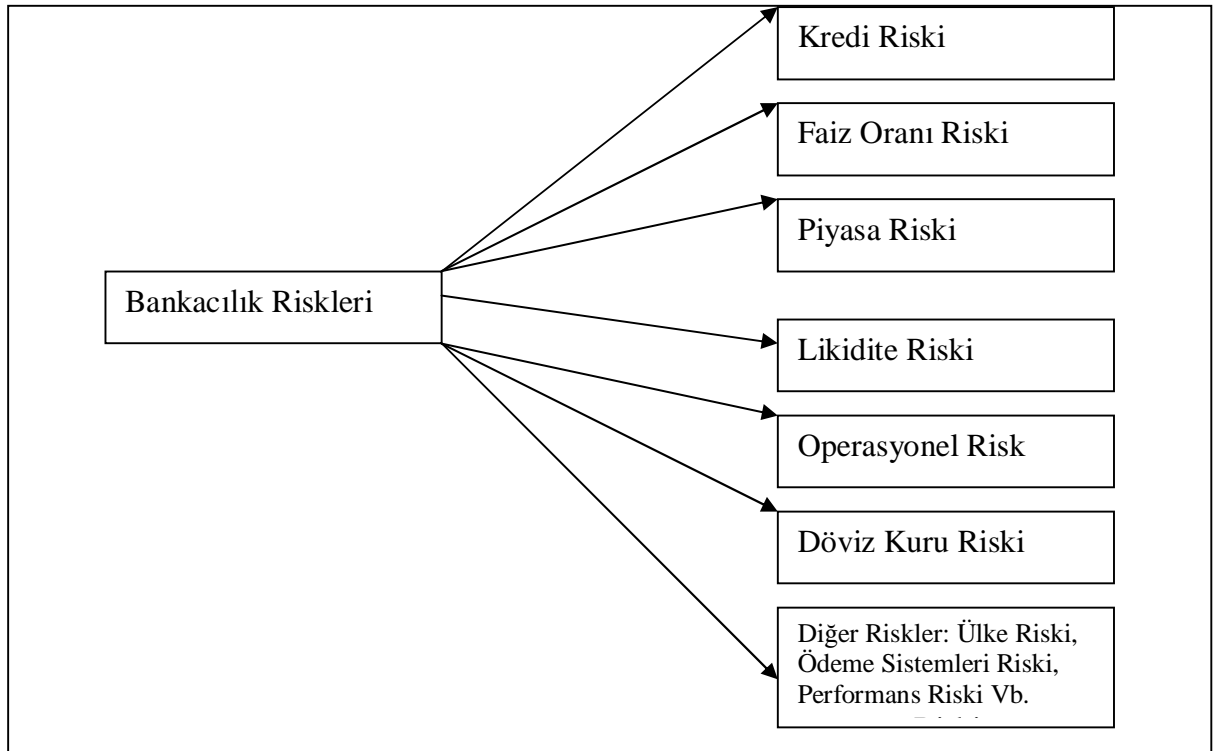 Kredi Riski
Faiz Oranı Riski
Piyasa Riski
Bankacılık Riskleri
Likidite Riski
Operasyonel Risk
Döviz Kuru Riski
Diğer Riskler: Ülke Riski,
Ödeme Sistemleri Riski,
Performans Riski Vb.